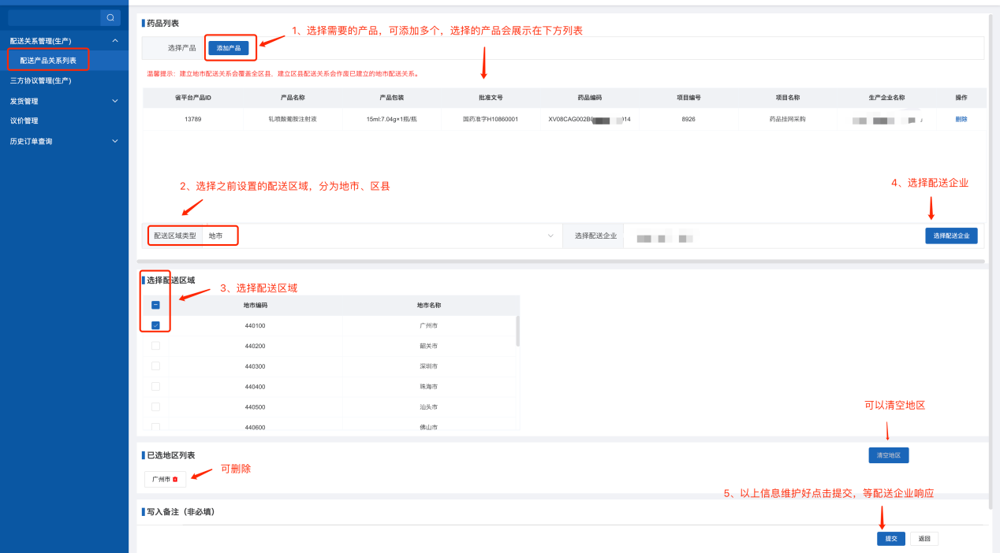 配送关系管理(生产)
配送产品关系列表
三方协议管理(生产)
发货管理
议价管理
历史订单查询
药品列表
1、选择需要的产品，可添加多个，选择的产品会展示在下方列表
选择产品 添加产品
温馨提示：建立地市配送关系会覆盖全区县，建立区县配送关系会作废已建立的地市配送关系。
省平台产品ID 产品名称 产品包装 批准文号 药品编码 项目编号 项目名称 生产企业名称 操作
13789 钆喷酸葡胺注射液 15ml:7.04g×1瓶/瓶 国药准字H10860001 XV08CAG002B0 014 8926 药品挂网采购 删除
2、选择之前设置的配送区域，分为地市、区县
4、选择配送企业
配送区域类型 地市 选择配送企业 选择配送企业
选择配送区域
3、选择配送区域
地市编码 地市名称
440100 广州市
440200 韶关市
440300 深圳市
440400 珠海市
440500 汕头市
440600 佛山市
可以清空地区
已选地区列表
清空地区
可删除
广州市
5、以上信息维护好点击提交，等配送企业响应
写入备注（非必填）
提交 返回